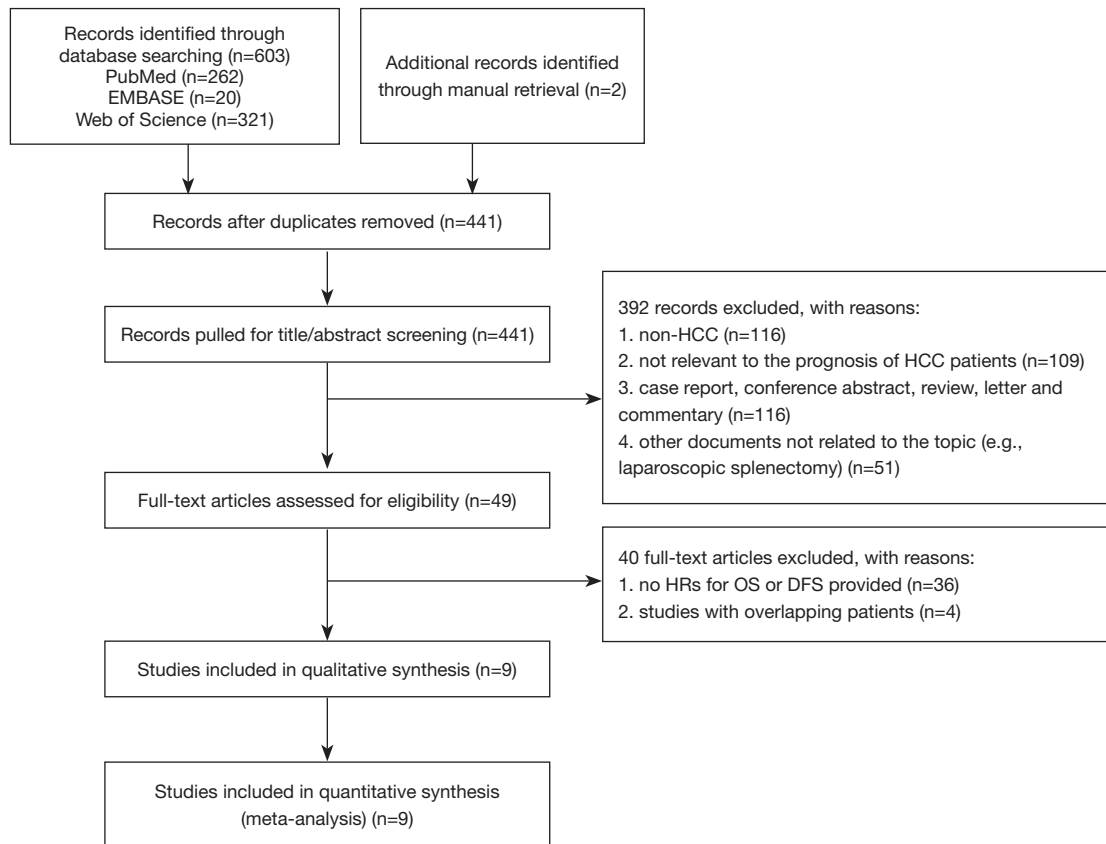 Records identified through
database searching (n=603)
PubMed (n=262)
EMBASE (n=20)
Web of Science (n=321)
Additional records identified
through manual retrieval (n=2)
Records after duplicates removed (n=441)
Records pulled for title/abstract screening (n=441)
392 records excluded, with reasons:
1. non-HCC (n=116)
2. not relevant to the prognosis of HCC patients (n=109)
3. case report, conference abstract, review, letter and
commentary (n=116)
4. other documents not related to the topic (e.g.,
laparoscopic splenectomy) (n=51)
Full-text articles assessed for eligibility (n=49)
40 full-text articles excluded, with reasons:
1. no HRs for OS or DFS provided (n=36)
2. studies with overlapping patients (n=4)
Studies included in qualitative synthesis (n=9)
Studies included in quantitative synthesis
(meta-analysis) (n=9)